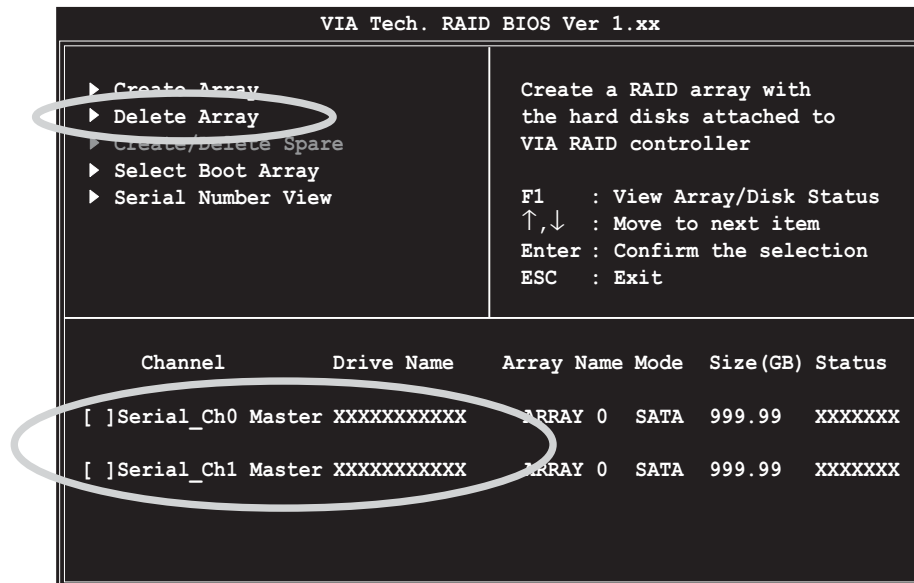 VIA Tech. RAID BIOS Ver 1.xx
Create Array
Delete Array
Create/Delete Spare
Select Boot Array
Serial Number View
Create a RAID array with
the hard disks attached to
VIA RAID controller
F1 : View Array/Disk Status
↑,↓ : Move to next item
Enter : Confirm the selection
ESC : Exit
Channel Drive Name Array Name Mode Size(GB) Status
[ ]Serial_Ch0 Master XXXXXXXXXXX ARRAY 0 SATA 999.99 XXXXXXX
[ ]Serial_Ch1 Master XXXXXXXXXXX ARRAY 0 SATA 999.99 XXXXXXX